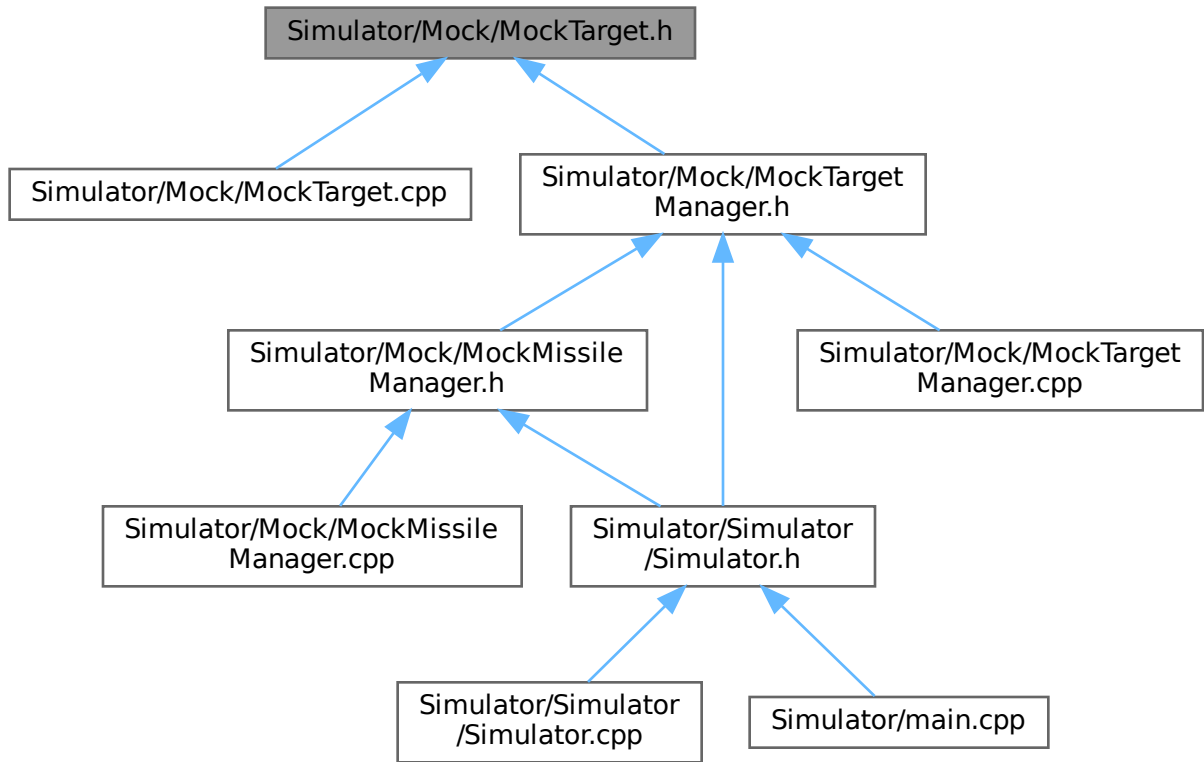 Simulator/Mock/MockTarget.h
Simulator/Mock/MockTarget.cpp
Simulator/Mock/MockTarget
Manager.h
Simulator/Mock/MockMissile
Manager.h
Simulator/Mock/MockTarget
Manager.cpp
Simulator/Mock/MockMissile
Manager.cpp
Simulator/Simulator
/Simulator.h
Simulator/Simulator
/Simulator.cpp
Simulator/main.cpp